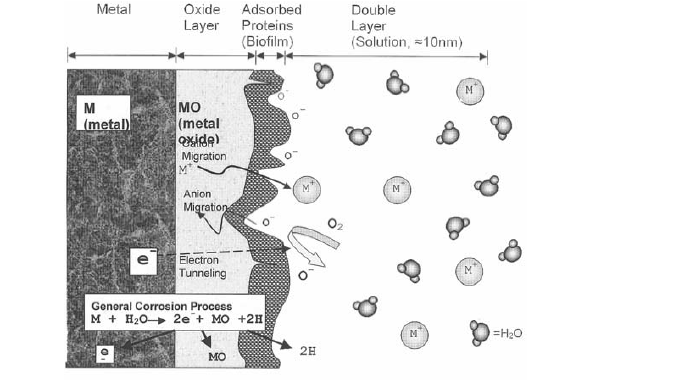 Metal
Oxide
Layer
Adsorbed
Proteins
(Biofilm)
Double
Layer
(Solution, ≈10nm)
M
(metal)
MO
(metal
oxide)
Cation
Migration
M+
Anion
Migration
e-
Electron
Tunneling
O-
O-
O-
O-
O2
O-
M+
M+
M+
M+
M+
General Corrosion Process
M + H2O→ 2e-+ MO +2H
e
MO
2H
=H2O